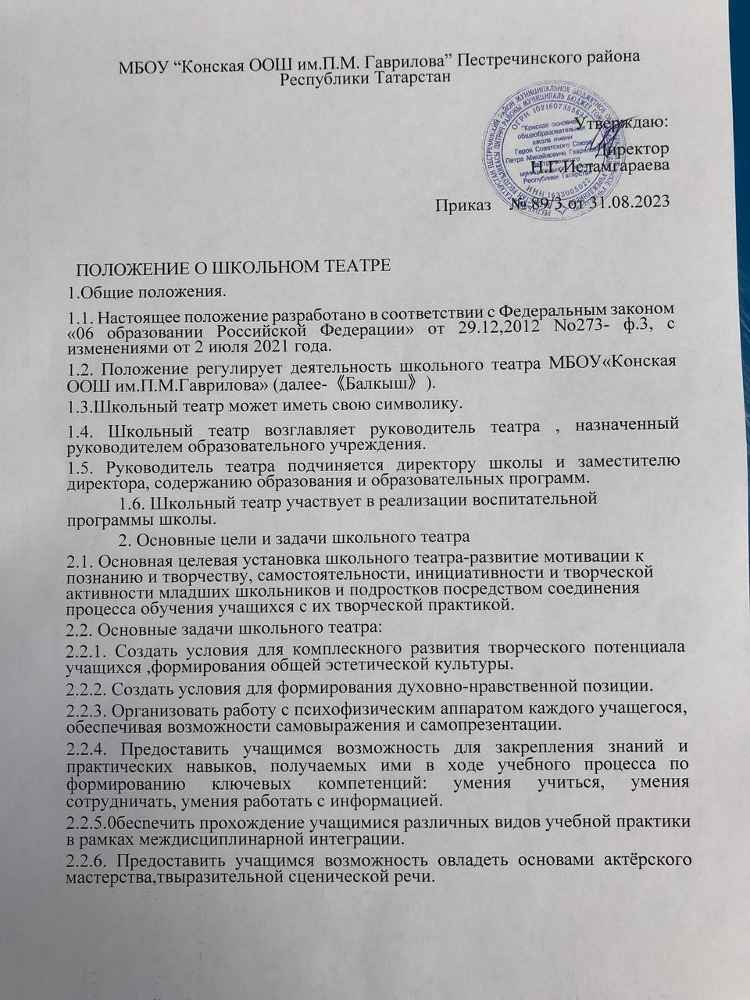 МБОУ “Конская ООШ им.П.М. Гаврилова” Пестречинского района
Республики Татарстан
Утверждаю:
Директор
Н.Г.Исламгараева
Приказ № 89/3 от 31.08.2023
ОГРН 1021607355632
"Конская основная
общеобразовательная
школа имени
Героя Советского Союза
Петра Михайловича Гаврилова"
Пестречинского
муниципального
Республики Татарстан
ИНН 1633005022
ПОЛОЖЕНИЕ О ШКОЛЬНОМ ТЕАТРЕ
1.Общие положения.
1.1. Настоящее положение разработано в соответствии с Федеральным законом
«06 образовании Российской Федерации» от 29.12,2012 No273- ф.3, с
изменениями от 2 июля 2021 года.
1.2. Положение регулирует деятельность школьного театра МБОУ«Конская
ООШ им.П.М.Гаврилова» (далее-《Балкыш》 ).
1.3.Школьный театр может иметь свою символику.
1.4. Школьный театр возглавляет руководитель театра , назначенный
руководителем образовательного учреждения.
1.5. Руководитель театра подчиняется директору школы и заместителю
директора, содержанию образования и образовательных программ.
1.6. Школьный театр участвует в реализации воспитательной
программы школы.
2. Основные цели и задачи школьного театра
2.1. Основная целевая установка школьного театра-развитие мотивации к
познанию и творчеству, самостоятельности, инициативности и творческой
активности младших школьников и подростков посредством соединения
процесса обучения учащихся с их творческой практикой.
2.2. Основные задачи школьного театра:
2.2.1. Создать условия для комплескного развития творческого потенциала
учащихся ,формирования общей эстетической культуры.
2.2.2. Создать условия для формирования духовно-нравственной позиции.
2.2.3. Организовать работу с психофизическим аппаратом каждого учащегося,
обеспечивая возможности самовыражения и самопрезентации.
2.2.4. Предоставить учащимся возможность для закрепления знаний и
практических навыков, получаемых ими в ходе учебного процесса по
формированию ключевых компетенций: умения учиться, умения
сотрудничать, умения работать с информацией.
2.2.5.0беспечить прохождение учащимися различных видов учебной практики
в рамках междисциплинарной интеграции.
2.2.6. Предоставить учащимся возможность овладеть основами актёрского
мастерства,твыразительной сценической речи.